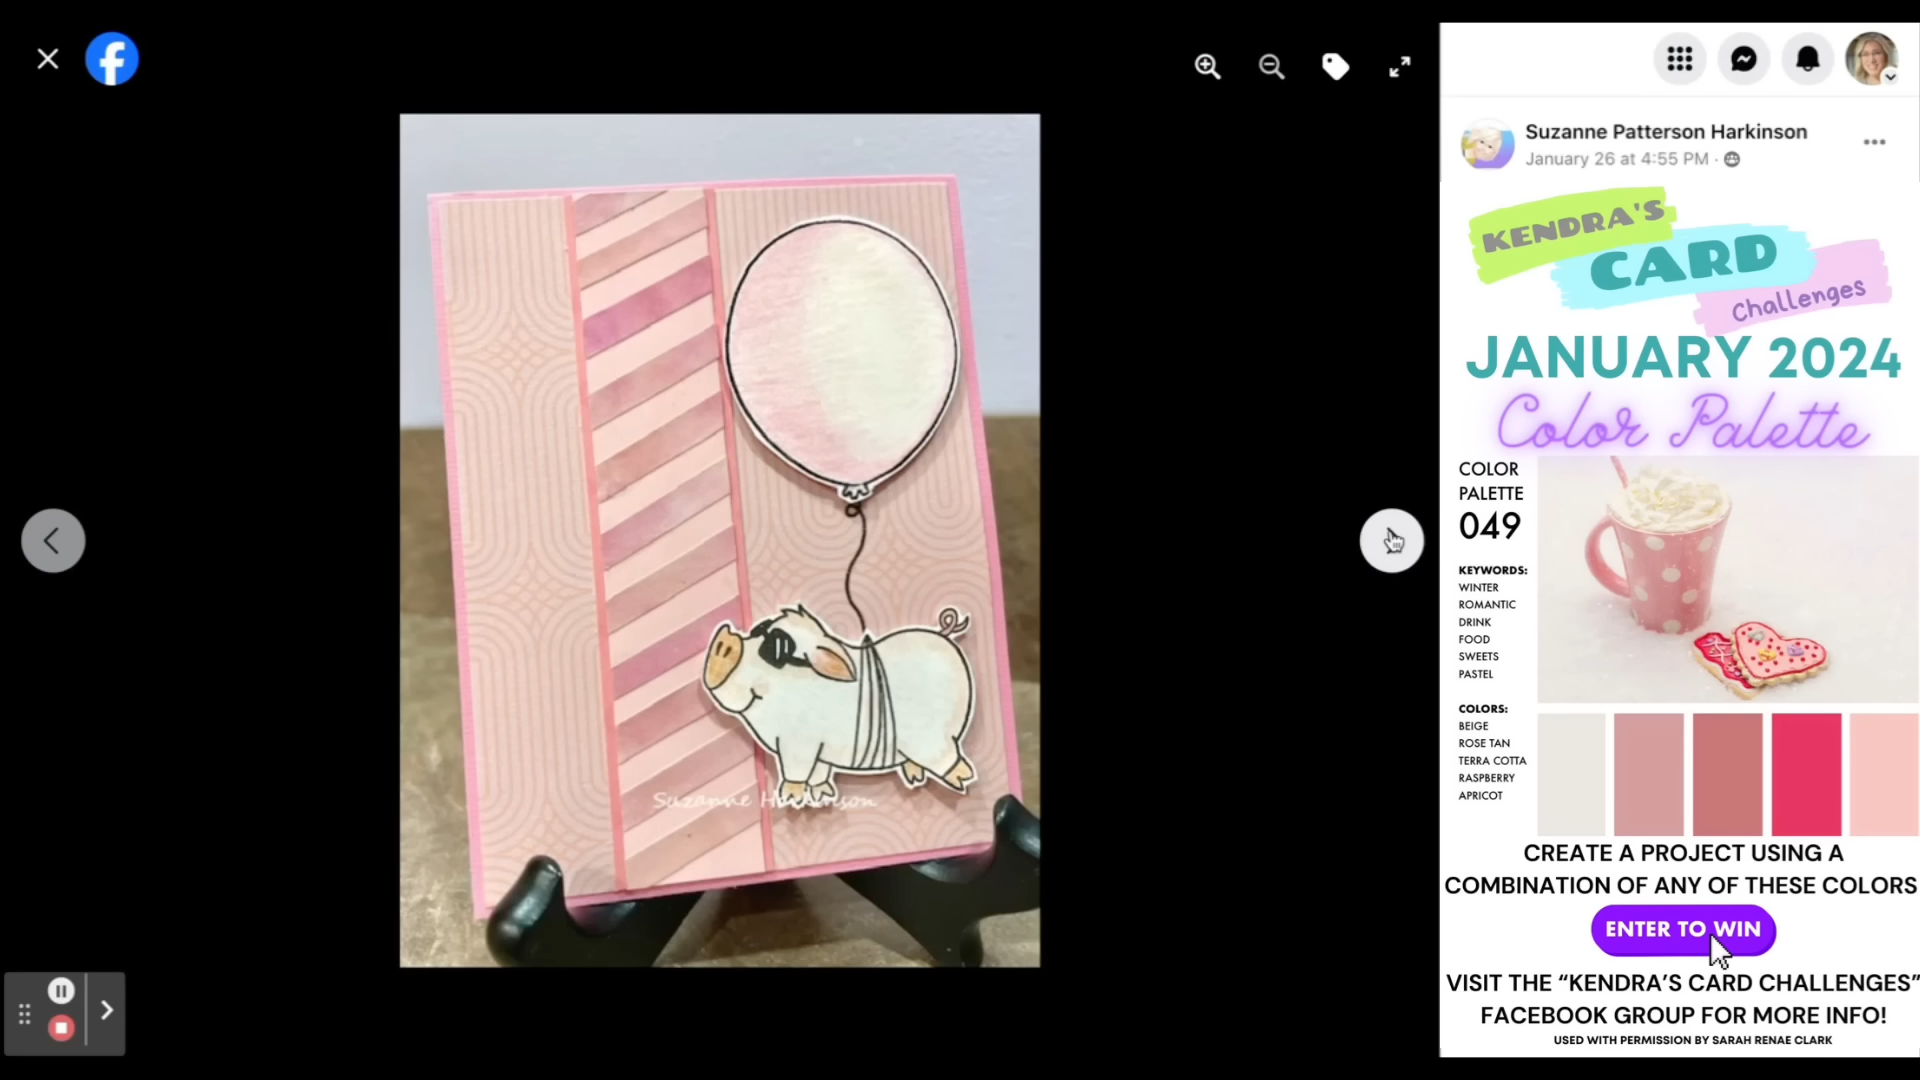 Suzanne Patterson Harkinson
January 26 at 4:55 PM ·
KENDRA'S
CARD
Challenges
JANUARY 2024
Color Palette
COLOR
PALETTE
049
KEYWORDS:
WINTER
ROMANTIC
DRINK
FOOD
SWEETS
PASTEL
COLORS:
BEIGE
ROSE TAN
TERRA COTTA
RASPBERRY
APRICOT
CREATE A PROJECT USING A
COMBINATION OF ANY OF THESE COLORS
ENTER TO WIN
VISIT THE “KENDRA’S CARD CHALLENGES”
FACEBOOK GROUP FOR MORE INFO!
USED WITH PERMISSION BY SARAH RENAE CLARK
Suzanne Harkinson